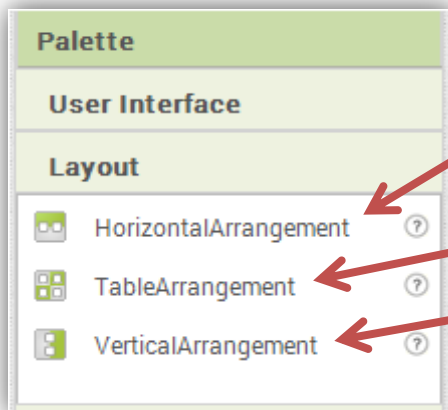 Palette
User Interface
Layout
HorizontalArrangement ?
TableArrangement ?
VerticalArrangement ?